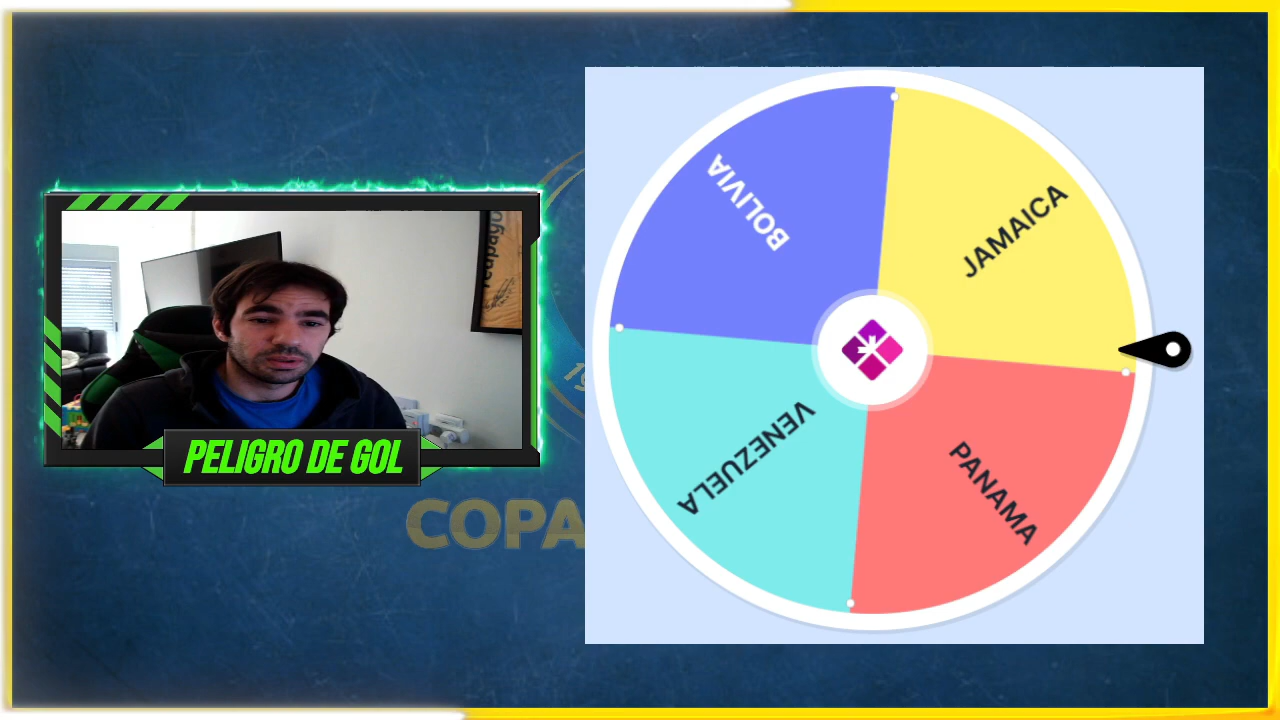 PELIGRO DE GOL
COPA
BOLIVIA
JAMAICA
VENEZUELA
PANAMA